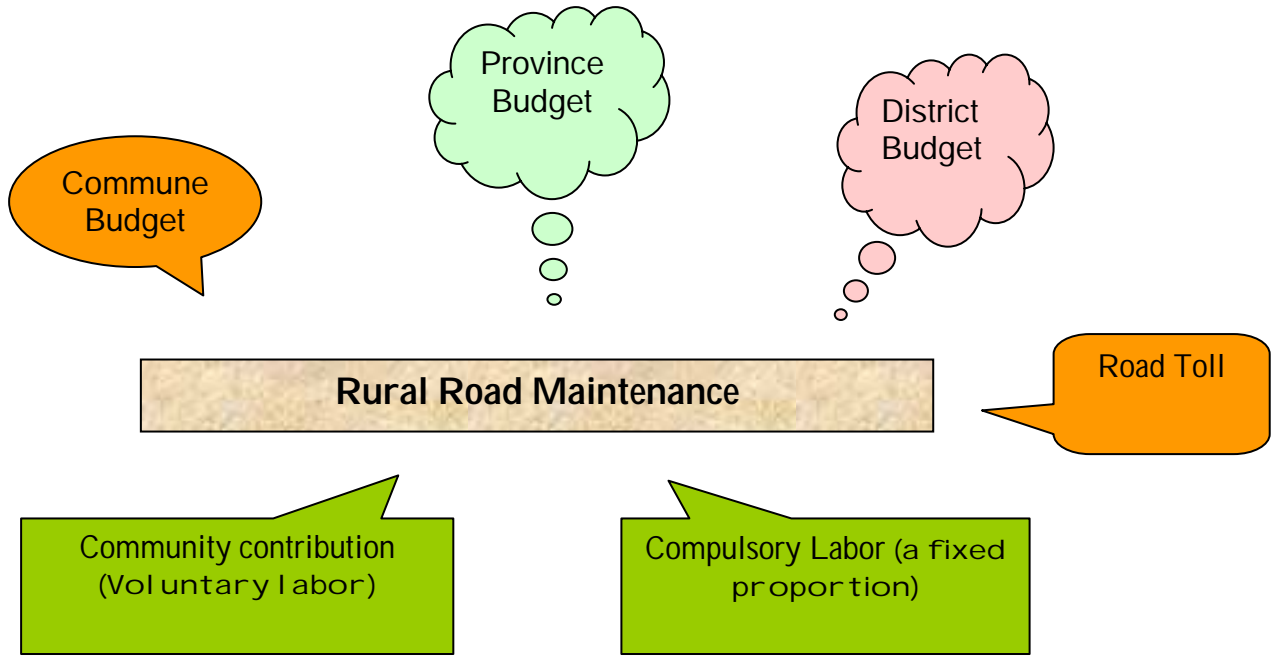 Province
Budget
District
Budget
Commune
Budget
Rural Road Maintenance
Road Toll
Community contribution
(Voluntary labor)
Compulsory Labor (a fixed
proportion)